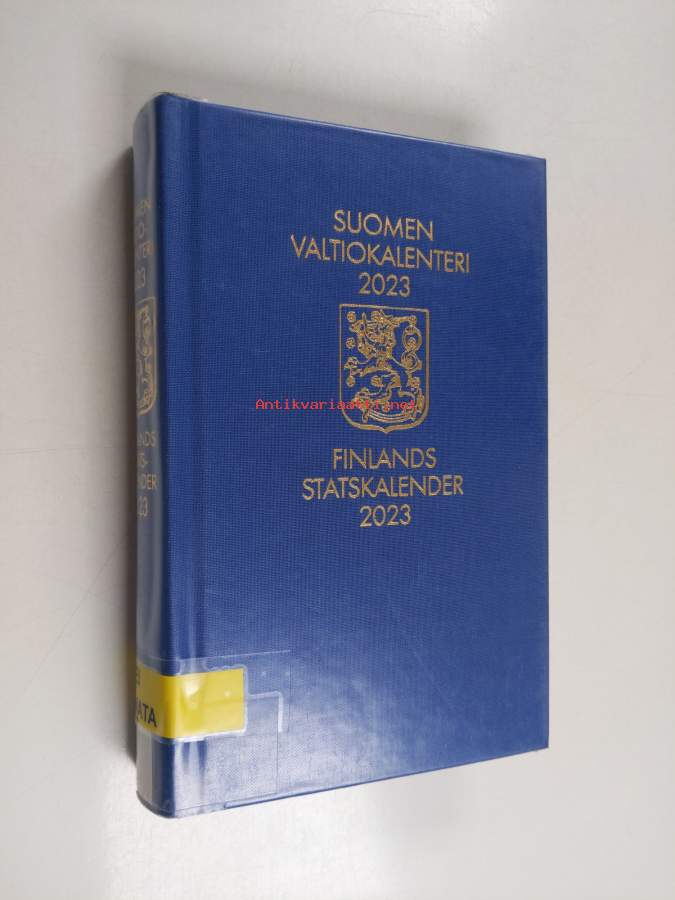 SUOMEN
VALTIOKALENTERI
2023
FINLANDS
STATSKALENDER
2023
Antikvariaatti.net